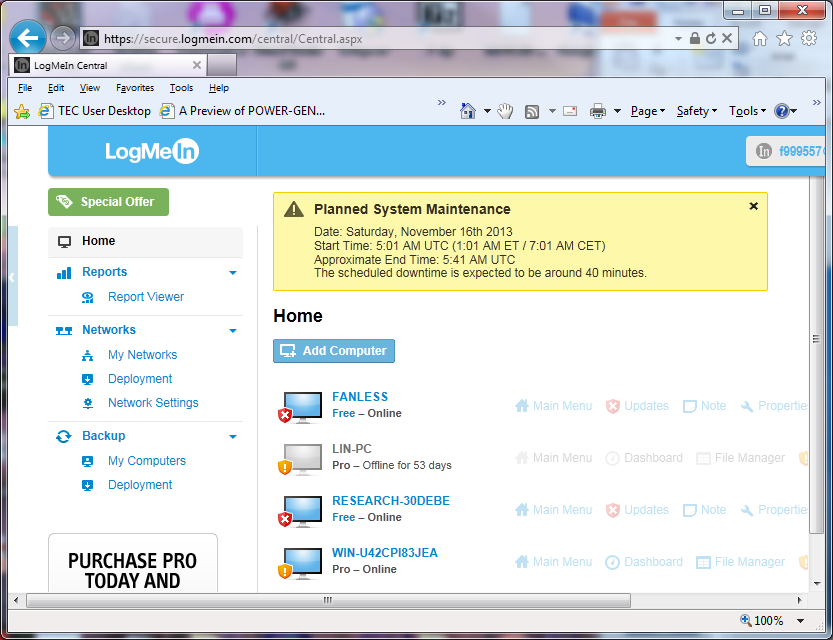 https://secure.logmein.com/central/Central.aspx
LogMeIn Central
File Edit View Favorites Tools Help
TEC User Desktop A Preview of POWER-GEN... Page Safety Tools
LogMeIn
f999557
Special Offer
Home
Reports
Report Viewer
Networks
My Networks
Deployment
Network Settings
Backup
My Computers
Deployment
PURCHASE PRO
TODAY AND
Planned System Maintenance
Date: Saturday, November 16th 2013
Start Time: 5:01 AM UTC (1:01 AM ET / 7:01 AM CET)
Approximate End Time: 5:41 AM UTC
The scheduled downtime is expected to be around 40 minutes.
Home
Add Computer
FANLESS
Free – Online
Main Menu Updates Note Propertie
LIN-PC
Pro – Offline for 53 days
Main Menu Dashboard File Manager
RESEARCH-30DEBE
Free – Online
Main Menu Updates Note Propertie
WIN-U42CPI83JEA
Pro – Online
Main Menu Dashboard File Manager
100%